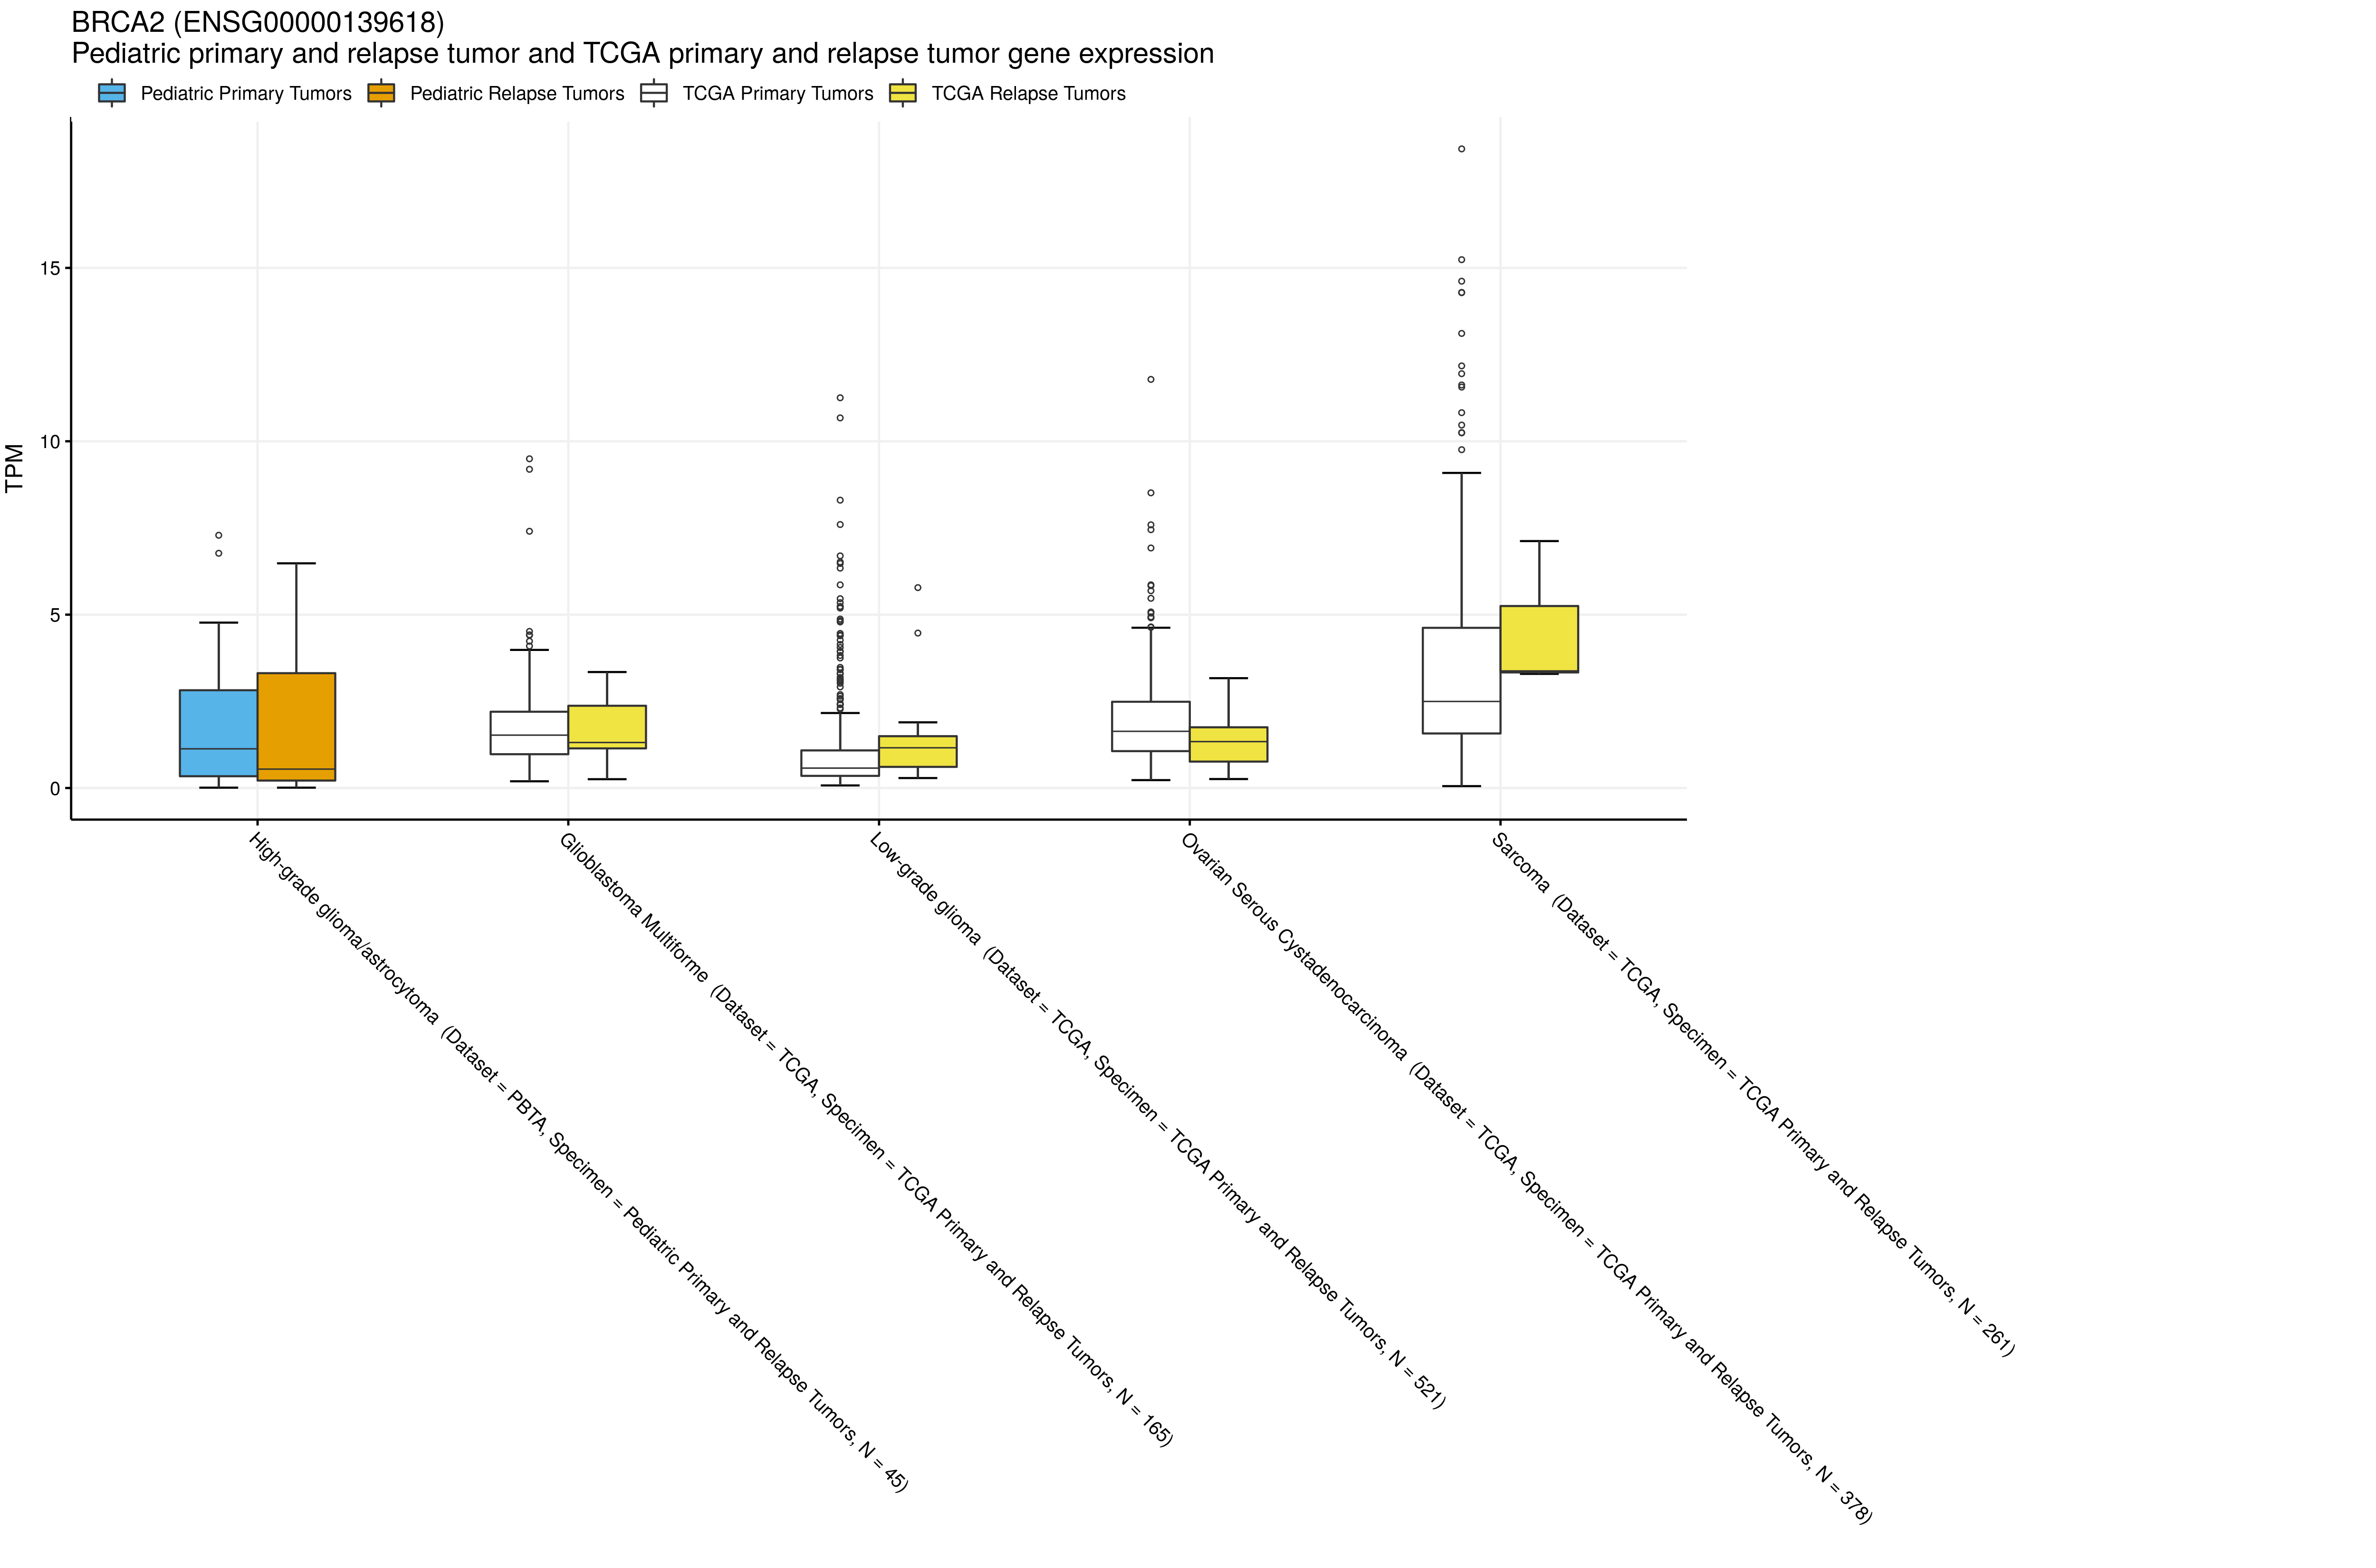 BRCA2 (ENSG00000139618)
Pediatric primary and relapse tumor and TCGA primary and relapse tumor gene expression
Pediatric Primary Tumors
Pediatric Relapse Tumors
TCGA Primary Tumors
TCGA Relapse Tumors
TPM
15
10
5
0
High-grade glioma/astrocytoma (Dataset = PBTA, Specimen = Pediatric Primary and Relapse Tumors, N = 45)
Glioblastoma Multiforme (Dataset = TCGA, Specimen = TCGA Primary and Relapse Tumors, N = 165)
Low-grade glioma (Dataset = TCGA, Specimen = TCGA Primary and Relapse Tumors, N = 521)
Ovarian Serous Cystadenocarcinoma (Dataset = TCGA, Specimen = TCGA Primary and Relapse Tumors, N = 378)
Sarcoma (Dataset = TCGA, Specimen = TCGA Primary and Relapse Tumors, N = 261)